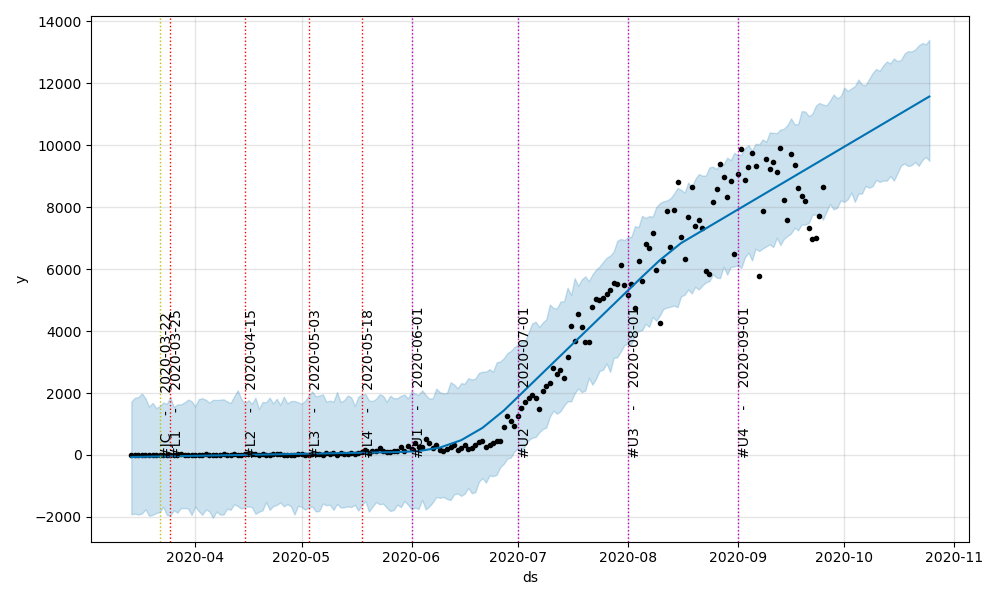 14000
12000
10000
8000
6000
4000
2000
0
−2000
y
#JC - 2020-03-22
#L1 - 2020-03-25
#L2 - 2020-04-15
#L3 - 2020-05-03
#L4 - 2020-05-18
#U1 - 2020-06-01
#U2 - 2020-07-01
#U3 - 2020-08-01
#U4 - 2020-09-01
2020-04
2020-05
2020-06
2020-07
2020-08
2020-09
2020-10
2020-11
ds